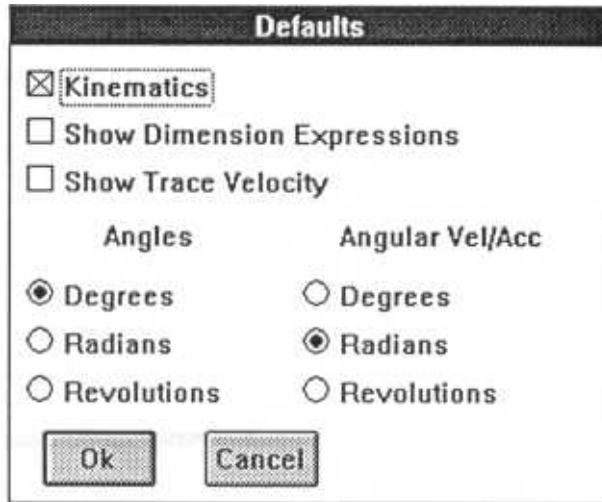 Defaults
Kinematics
Show Dimension Expressions
Show Trace Velocity
Angles Angular Vel/Acc
Degrees Degrees
Radians Radians
Revolutions Revolutions
Ok Cancel